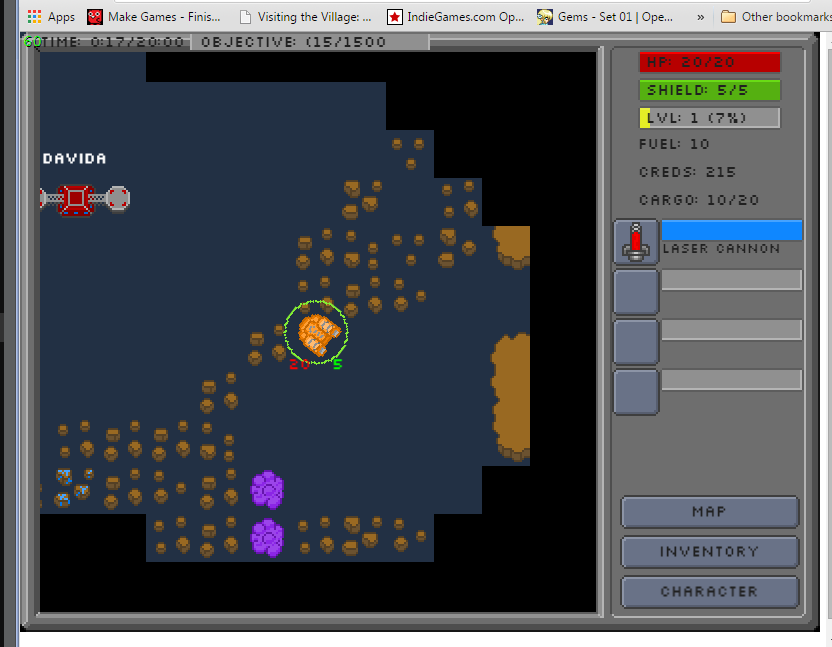 Apps Make Games - Finis... Visiting the Village: ... IndieGames.com Op... Gems - Set 01 | Ope... » Other bookmarks
60 TIME: 0:17/20:00 OBJECTIVE: (15/1500
HP: 20/20
SHIELD: 5/5
LVL: 1 (7%)
FUEL: 10
CREDS: 215
CARGO: 10/20
DAVIDA
LASER CANNON
20 5
MAP
INVENTORY
CHARACTER